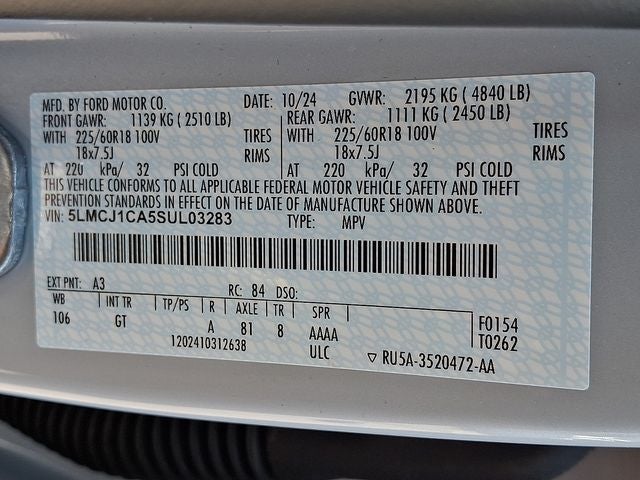 MFD. BY FORD MOTOR CO. DATE: 10/24 GVWR: 2195 KG ( 4840 LB)
FRONT GAWR: 1139 KG ( 2510 LB) REAR GAWR: 1111 KG ( 2450 LB)
WITH 225/60R18 100V TIRES WITH 225/60R18 100V TIRES
18x7.5J RIMS 18x7.5J RIMS
AT 220 kPa/ 32 PSI COLD AT 220 kPa/ 32 PSI COLD
THIS VEHICLE CONFORMS TO ALL APPLICABLE FEDERAL MOTOR VEHICLE SAFETY AND THEFT
PREVENTION STANDARDS IN EFFECT ON THE DATE OF MANUFACTURE SHOWN ABOVE.
VIN: 5LMCJ1CA5SUL03283 TYPE: MPV
EXT PNT: A3 RC: 84 DSO:
WB INT TR TP/PS R AXLE TR SPR
106 GT A 81 8 AAAA F0154
1202410312638 ULC T0262
▽ RU5A-3520472-AA